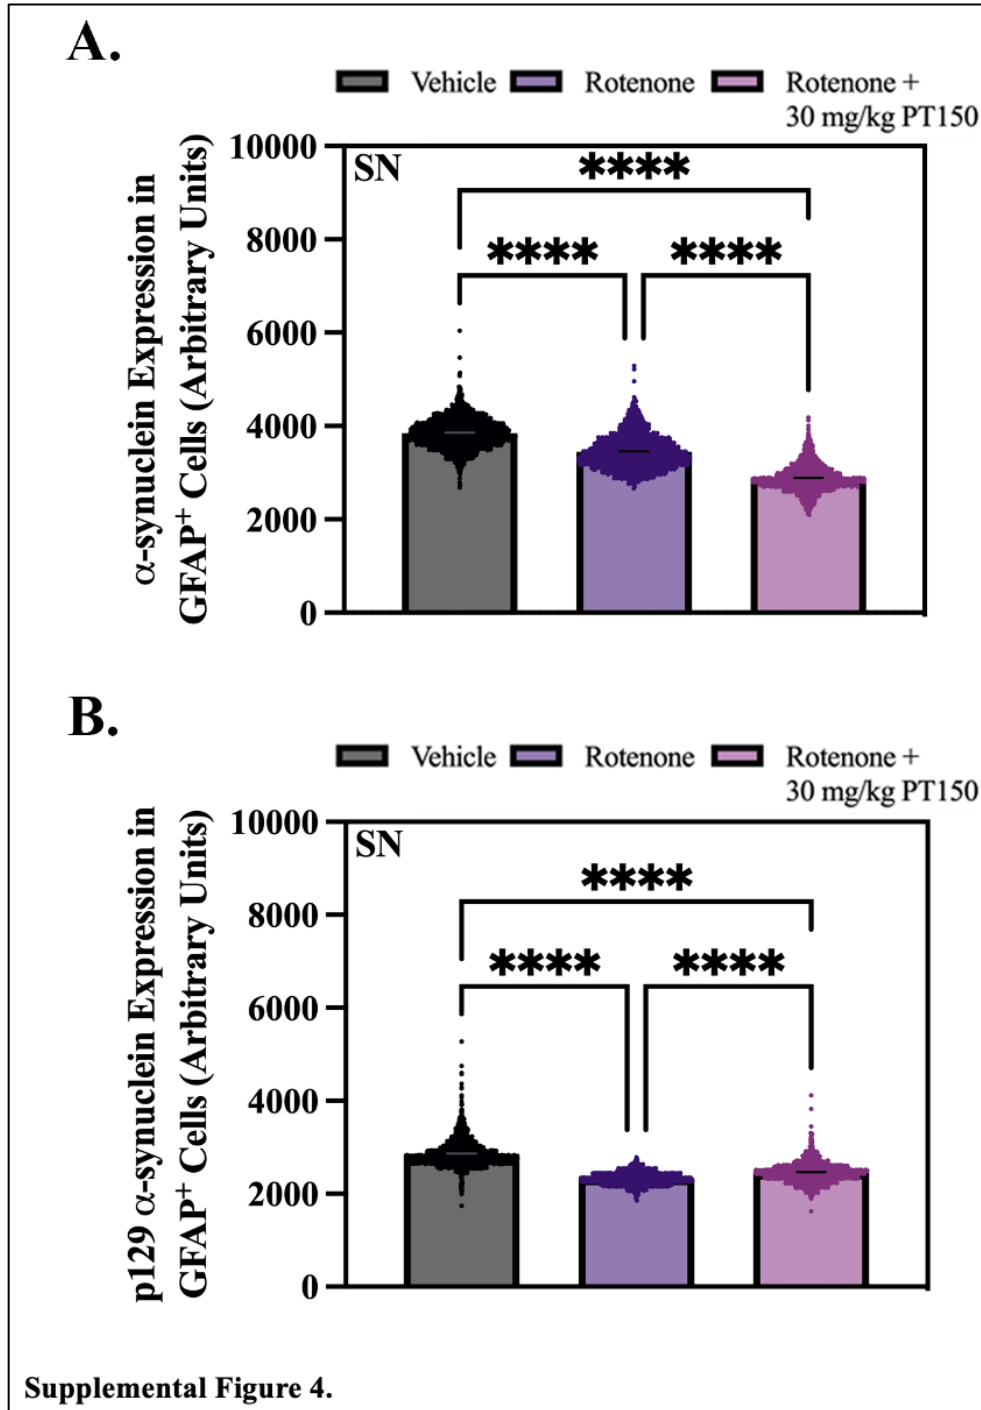 A.
Vehicle Rotenone Rotenone +
30 mg/kg PT150
α-synuclein Expression in
GFAP⁺ Cells (Arbitrary Units)
10000
8000
6000
4000
2000
0
SN
****
**** ****
B.
Vehicle Rotenone Rotenone +
30 mg/kg PT150
p129 α-synuclein Expression in
GFAP⁺ Cells (Arbitrary Units)
10000
8000
6000
4000
2000
0
SN
****
**** ****
Supplemental Figure 4.